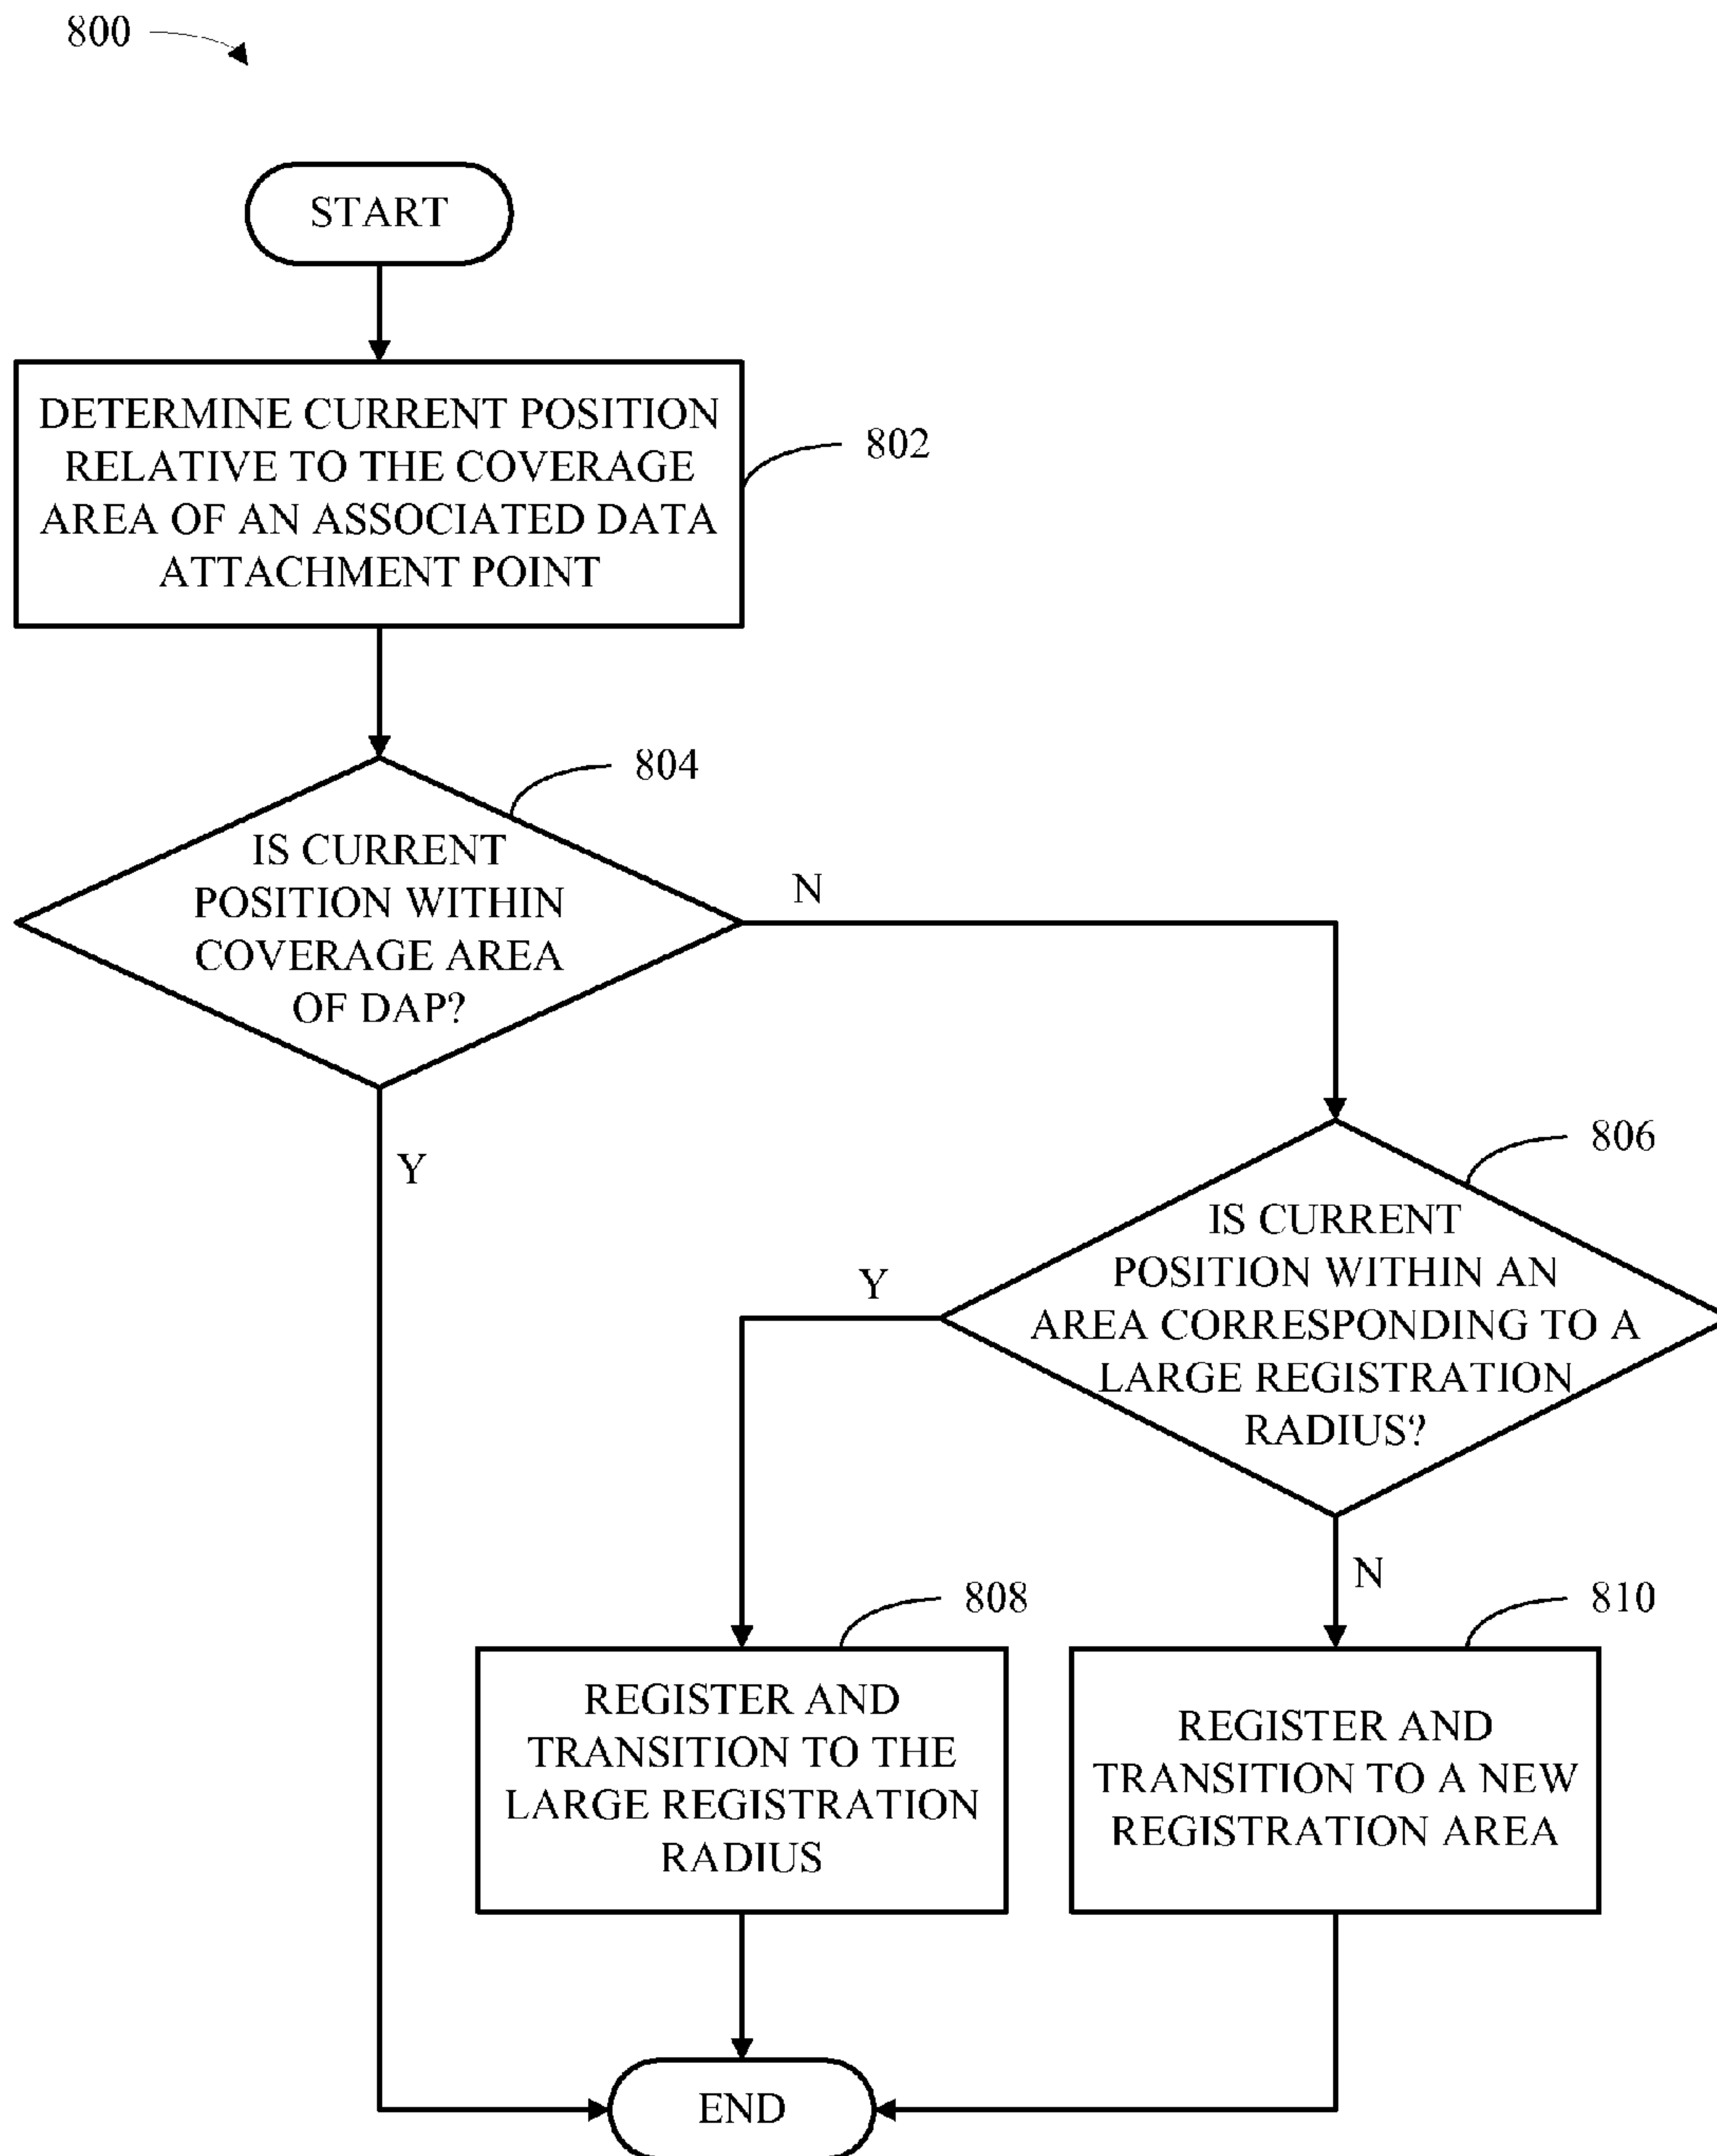 800
START
DETERMINE CURRENT POSITION
RELATIVE TO THE COVERAGE
AREA OF AN ASSOCIATED DATA
ATTACHMENT POINT
802
804
IS CURRENT
POSITION WITHIN
COVERAGE AREA
OF DAP?
N
Y
806
IS CURRENT
POSITION WITHIN AN
AREA CORRESPONDING TO A
LARGE REGISTRATION
RADIUS?
Y
N
808
REGISTER AND
TRANSITION TO THE
LARGE REGISTRATION
RADIUS
810
REGISTER AND
TRANSITION TO A NEW
REGISTRATION AREA
END